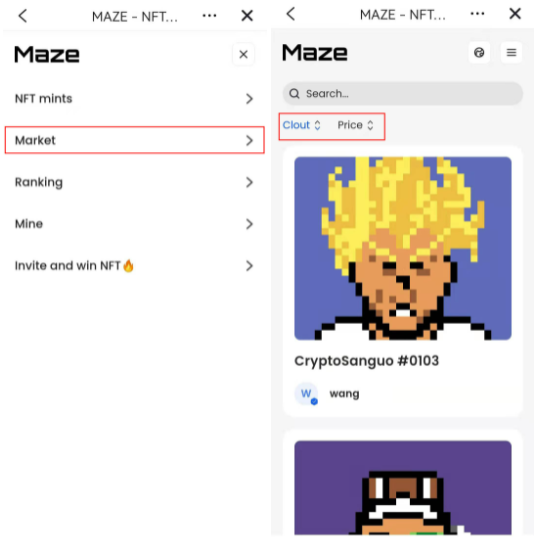 MAZE - NFT...
Maze
NFT mints
Market
Ranking
Mine
Invite and win NFT🔥
MAZE - NFT...
Maze
Search...
Clout
Price
CryptoSanguo #0103
W
wang